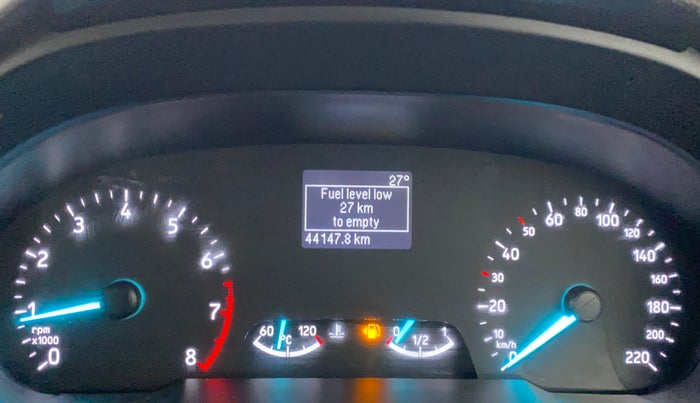 27°
Fuel level low
27 km
to empty
44147.8 km
0 1 2 3 4 5 6 7 8
rpm
x1000
60 120
°C
0 1/2 1
0 10 20 30 40 50 60 80 100 120 140 160 180 200 220
km/h